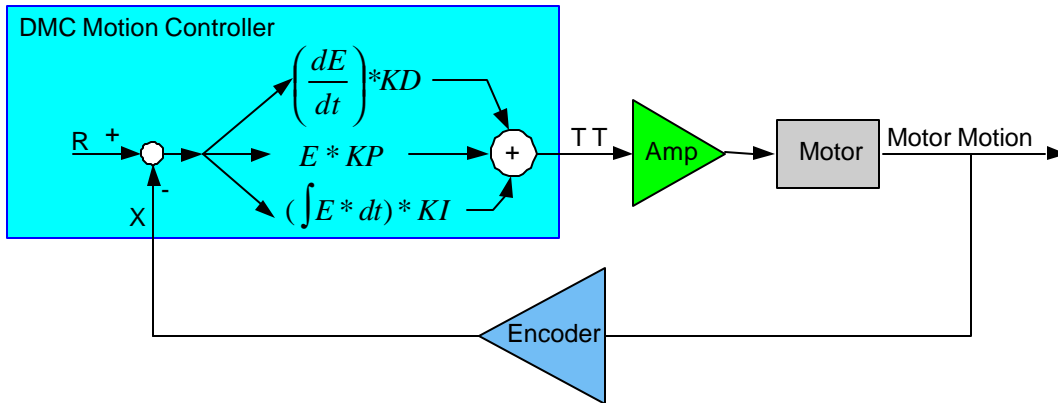 DMC Motion Controller
(dE/dt)*KD
R + E * KP + T T Amp Motor Motor Motion
-
X (∫E * dt) * KI
Encoder